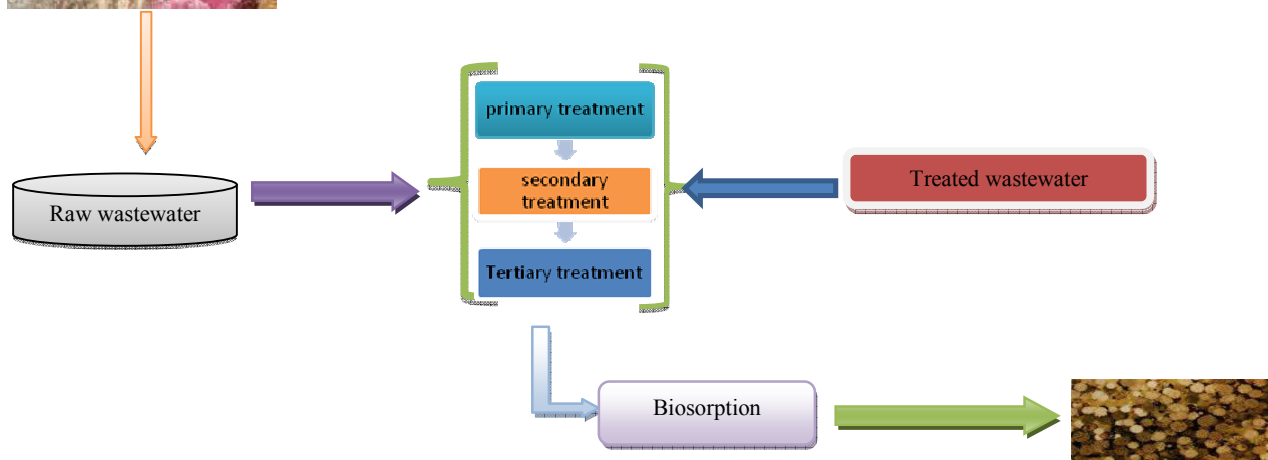 primary treatment
secondary
treatment
Tertiary treatment
Raw wastewater
Treated wastewater
Biosorption